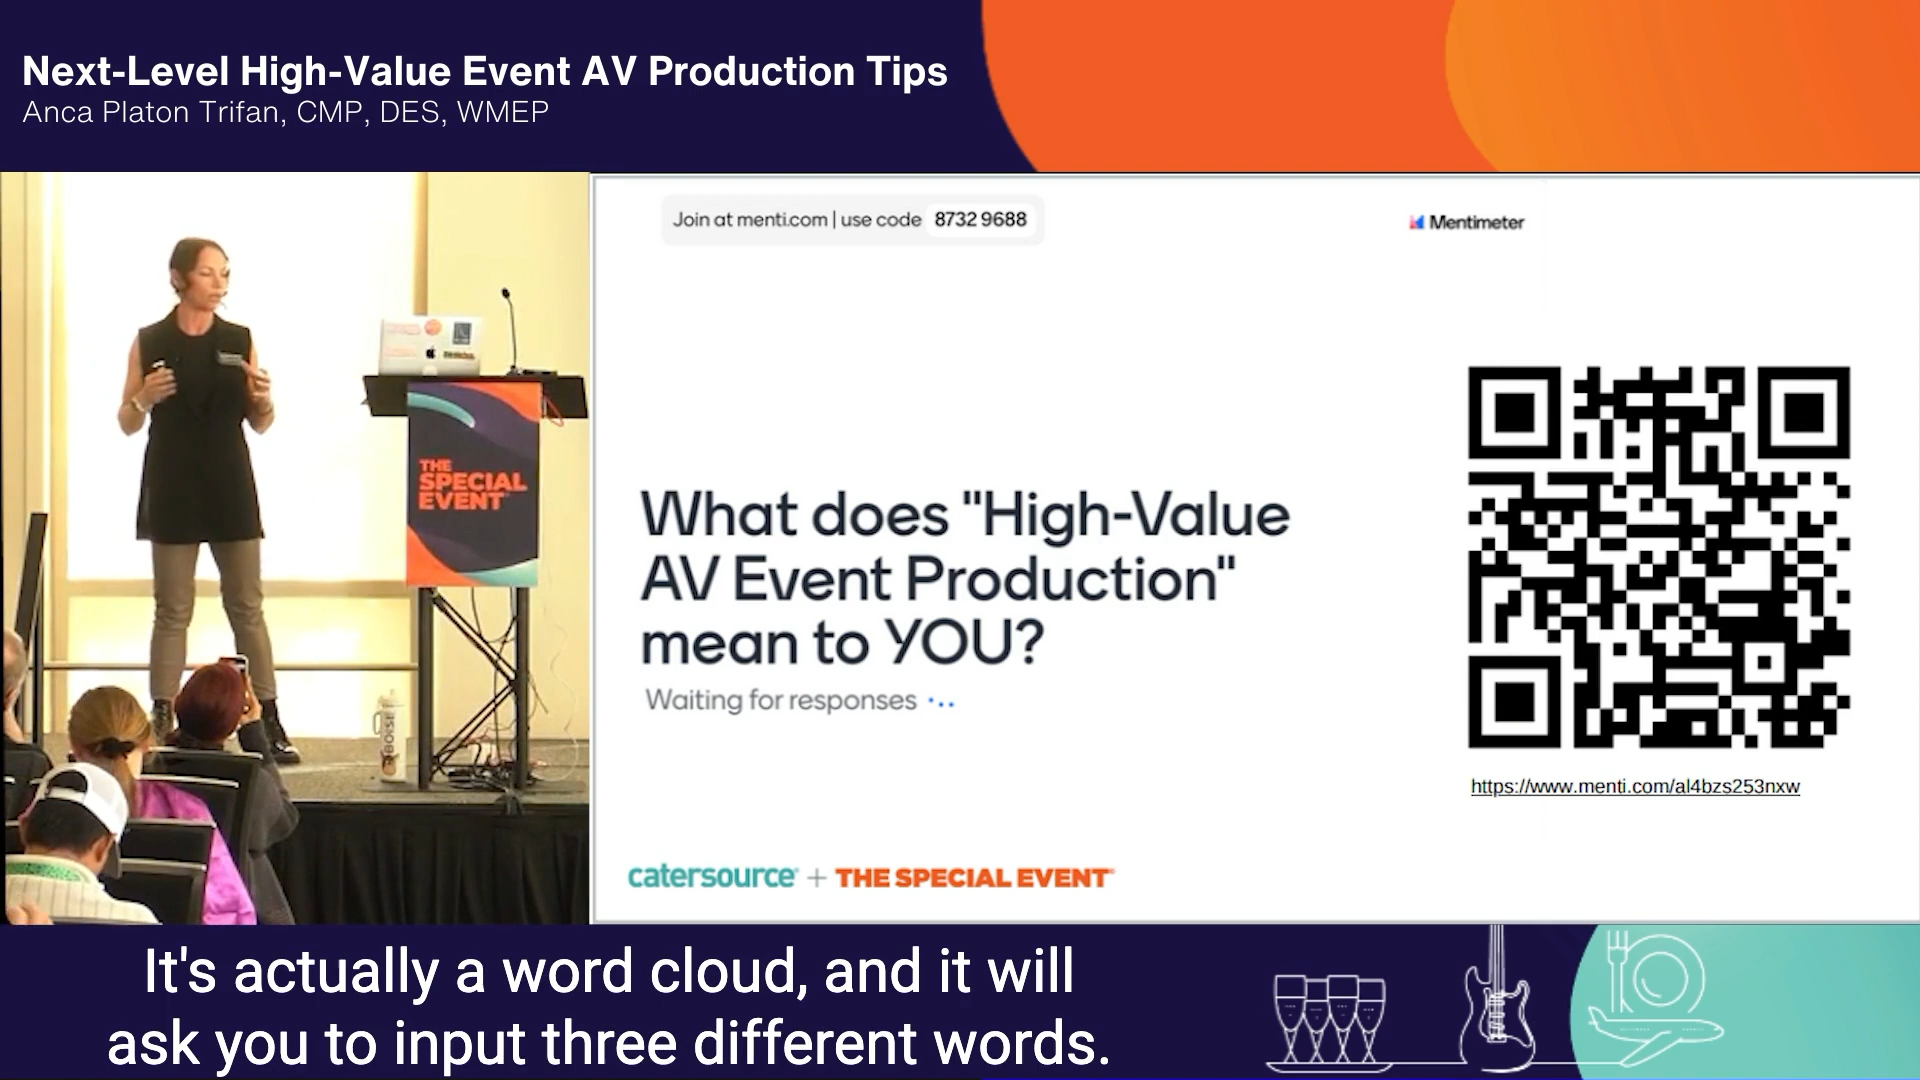 Next-Level High-Value Event AV Production Tips
Anca Platon Trifan, CMP, DES, WMEP
THE
SPECIAL
EVENT
BOISE
Join at menti.com | use code 8732 9688
Mentimeter
What does "High-Value
AV Event Production"
mean to YOU?
Waiting for responses
https://www.menti.com/al4bzs253nxw
catersource + THE SPECIAL EVENT
It's actually a word cloud, and it will
ask you to input three different words.